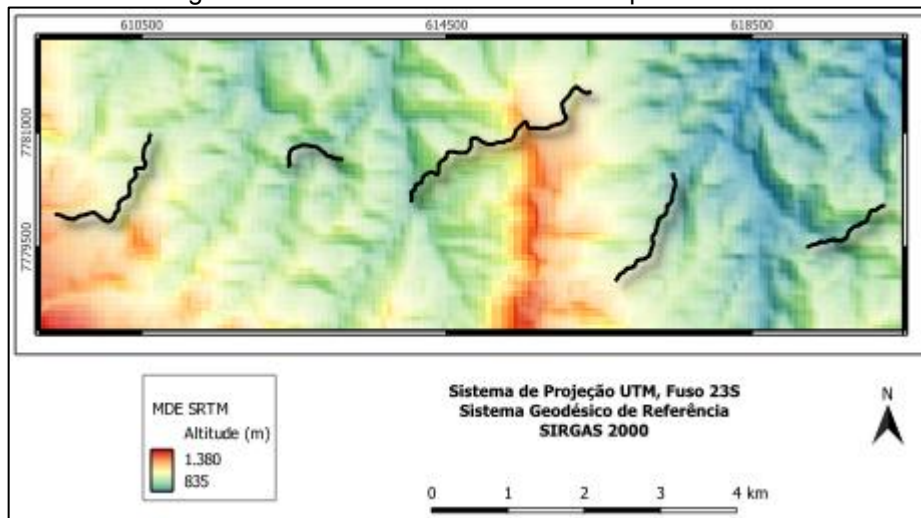 610500 614500 618500
7781000
7779500
MDE SRTM
Altitude (m)
1.380
835
Sistema de Projeção UTM, Fuso 23S
Sistema Geodésico de Referência
SIRGAS 2000
N
0 1 2 3 4 km